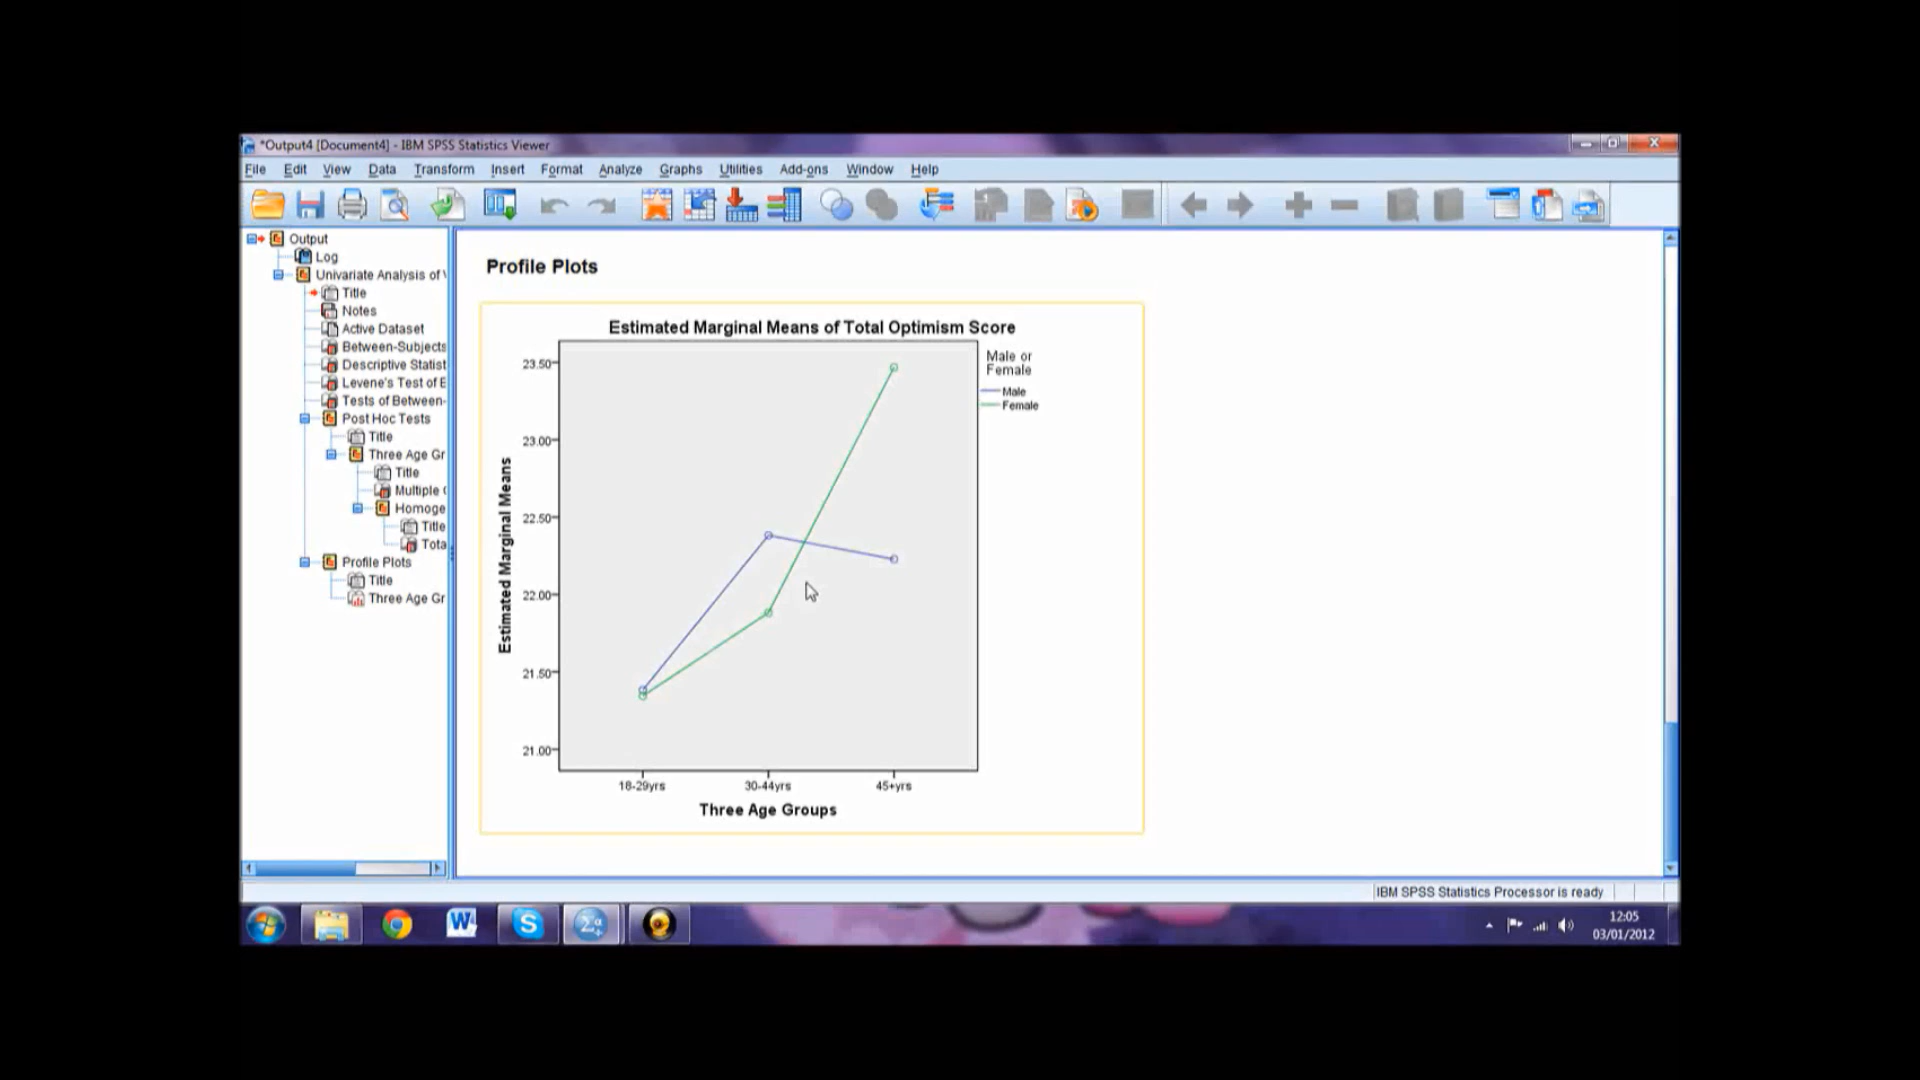 *Output4 [Document4] - IBM SPSS Statistics Viewer
File Edit View Data Transform Insert Format Analyze Graphs Utilities Add-ons Window Help
Output
Log
Univariate Analysis of
Title
Notes
Active Dataset
Between-Subjects
Descriptive Statist
Levene's Test of E
Tests of Between-
Post Hoc Tests
Title
Three Age Gr
Title
Multiple
Homoge
Title
Tota
Profile Plots
Title
Three Age Gr
Profile Plots
Estimated Marginal Means of Total Optimism Score
Male or
Female
Male
Female
Estimated Marginal Means
23.50
23.00
22.50
22.00
21.50
21.00
18-29yrs 30-44yrs 45+yrs
Three Age Groups
IBM SPSS Statistics Processor is ready
12:05
03/01/2012